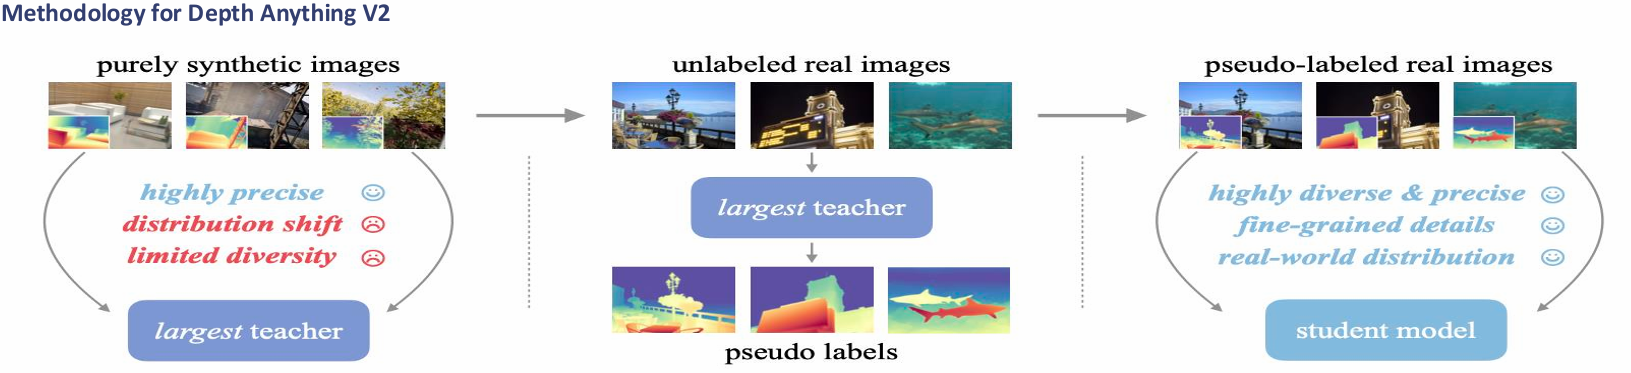 Methodology for Depth Anything V2
purely synthetic images
highly precise
distribution shift
limited diversity
largest teacher
unlabeled real images
largest teacher
pseudo labels
pseudo-labeled real images
highly diverse & precise
fine-grained details
real-world distribution
student model